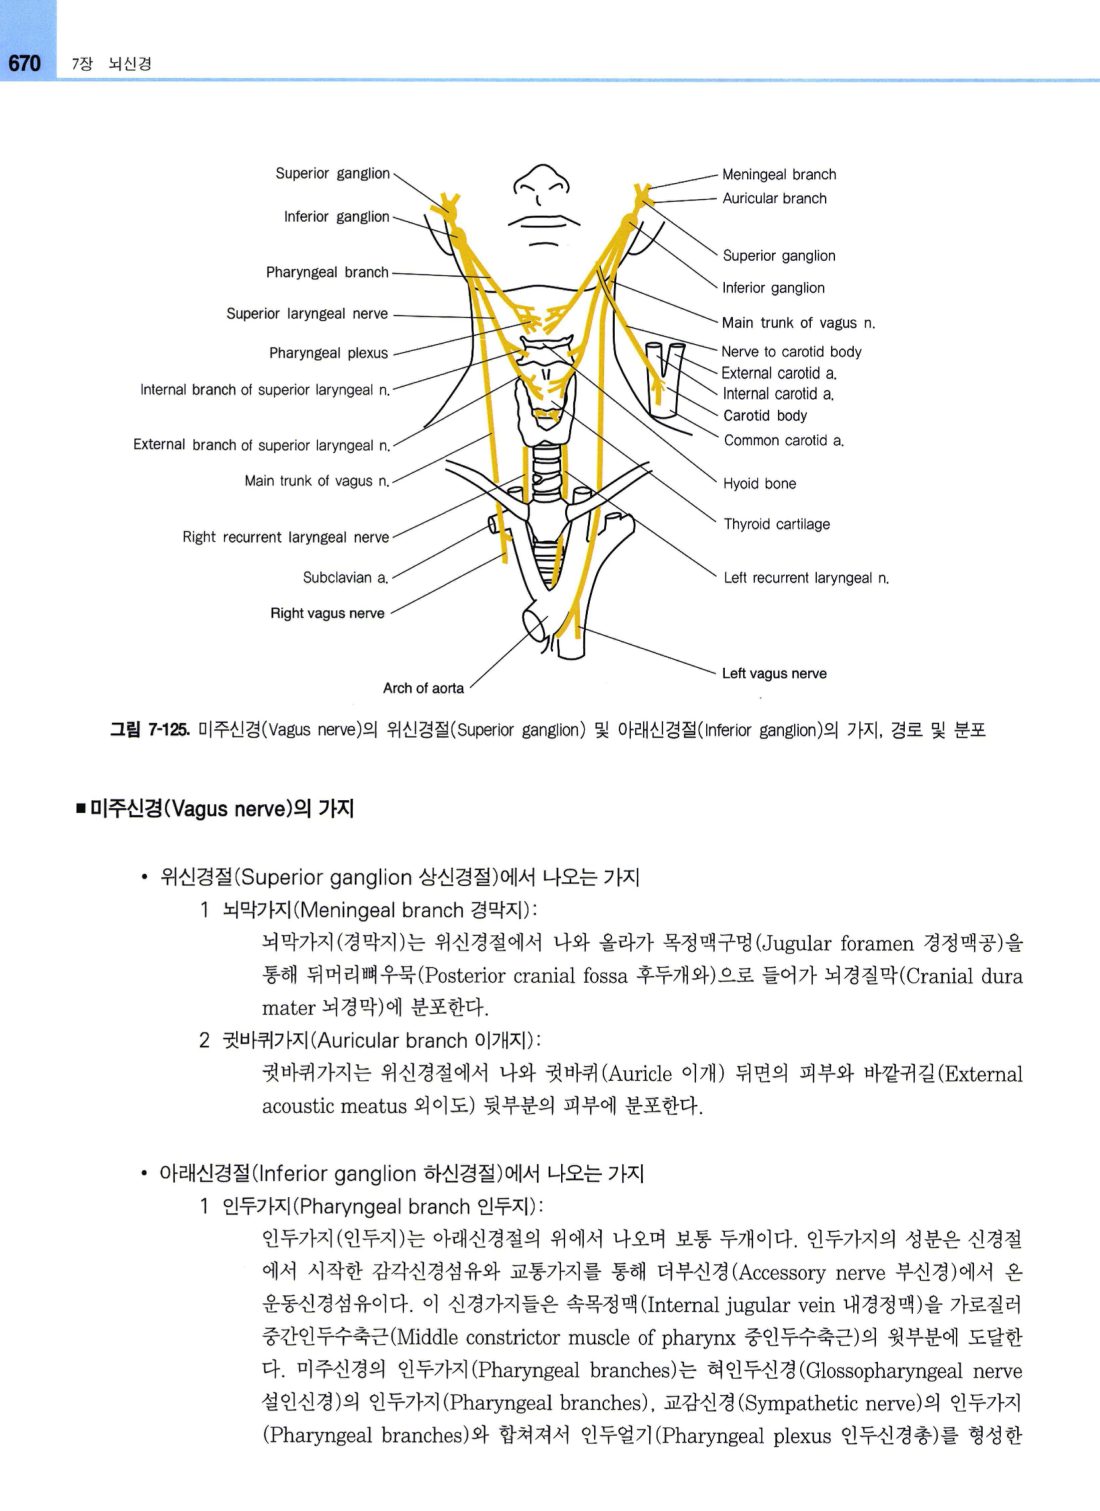 670 7장 뇌신경
Superior ganglion
Inferior ganglion
Pharyngeal branch
Superior laryngeal nerve
Pharyngeal plexus
Internal branch of superior laryngeal n.
External branch of superior laryngeal n.
Main trunk of vagus n.
Right recurrent laryngeal nerve
Subclavian a.
Right vagus nerve
Arch of aorta
Meningeal branch
Auricular branch
Superior ganglion
Inferior ganglion
Main trunk of vagus n.
Nerve to carotid body
External carotid a.
Internal carotid a.
Carotid body
Common carotid a.
Hyoid bone
Thyroid cartilage
Left recurrent laryngeal n.
Left vagus nerve
그림 7-125. 미주신경(Vagus nerve)의 위신경절(Superior ganglion) 및 아래신경절(Inferior ganglion)의 가지, 경로 및 분포
■ 미주신경(Vagus nerve)의 가지
• 위신경절(Superior ganglion 상신경절)에서 나오는 가지
1 뇌막가지(Meningeal branch 경막지):
뇌막가지(경막지)는 위신경절에서 나와 올라가 목정맥구멍(Jugular foramen 경정맥공)을
통해 뒤머리뼈우묵(Posterior cranial fossa 후두개와)으로 들어가 뇌경질막(Cranial dura
mater 뇌경막)에 분포한다.
2 귓바퀴가지(Auricular branch 이개지):
귓바퀴가지는 위신경절에서 나와 귓바퀴(Auricle 이개) 뒤면의 피부와 바깥귀길(External
acoustic meatus 외이도) 뒷부분의 피부에 분포한다.
• 아래신경절(Inferior ganglion 하신경절)에서 나오는 가지
1 인두가지(Pharyngeal branch 인두지):
인두가지(인두지)는 아래신경절의 위에서 나오며 보통 두개이다. 인두가지의 성분은 신경절
에서 시작한 감각신경섬유와 교통가지를 통해 더부신경(Accessory nerve 부신경)에서 온
운동신경섬유이다. 이 신경가지들은 속목정맥(Internal jugular vein 내경정맥)을 가로질러
중간인두수축근(Middle constrictor muscle of pharynx 중인두수축근)의 윗부분에 도달한
다. 미주신경의 인두가지(Pharyngeal branches)는 혀인두신경(Glossopharyngeal nerve
설인신경)의 인두가지(Pharyngeal branches), 교감신경(Sympathetic nerve)의 인두가지
(Pharyngeal branches)와 합쳐져서 인두얼기(Pharyngeal plexus 인두신경총)를 형성한